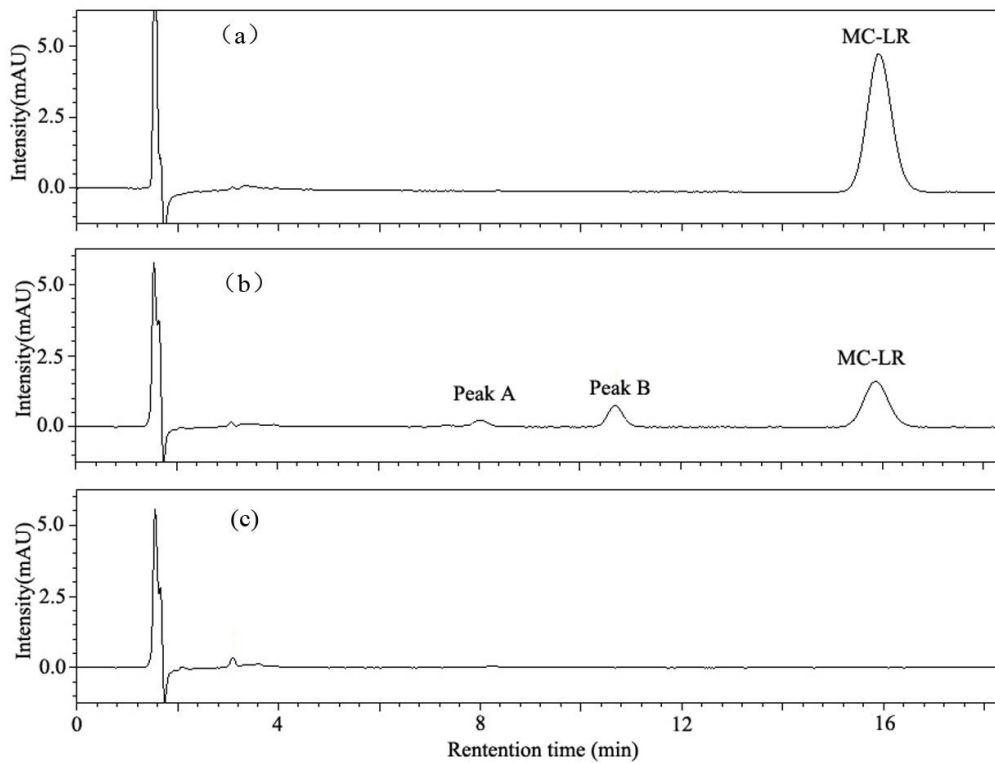 (a)
MC-LR
5.0
2.5
0.0
Intensity(mAU)
(b)
5.0
2.5
0.0
Intensity(mAU)
Peak A
Peak B
MC-LR
(c)
5.0
2.5
0.0
Intensity(mAU)
0 4 8 12 16
Rentention time (min)